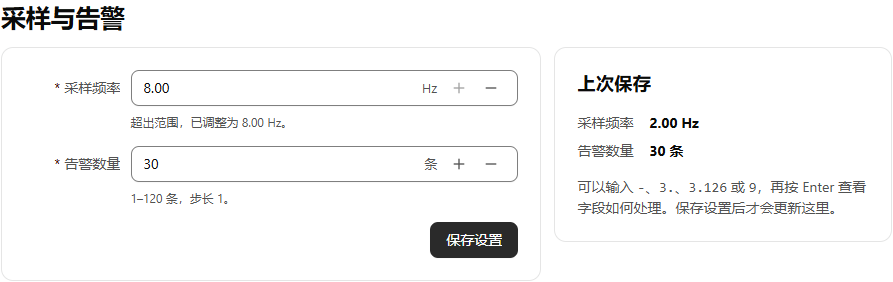 采样与告警
* 采样频率 8.00 Hz + −
超出范围，已调整为 8.00 Hz。
* 告警数量 30 条 + −
1–120 条，步长 1。
保存设置
上次保存
采样频率 2.00 Hz
告警数量 30 条
可以输入 -、3.、3.126 或 9，再按 Enter 查看
字段如何处理。保存设置后才会更新这里。